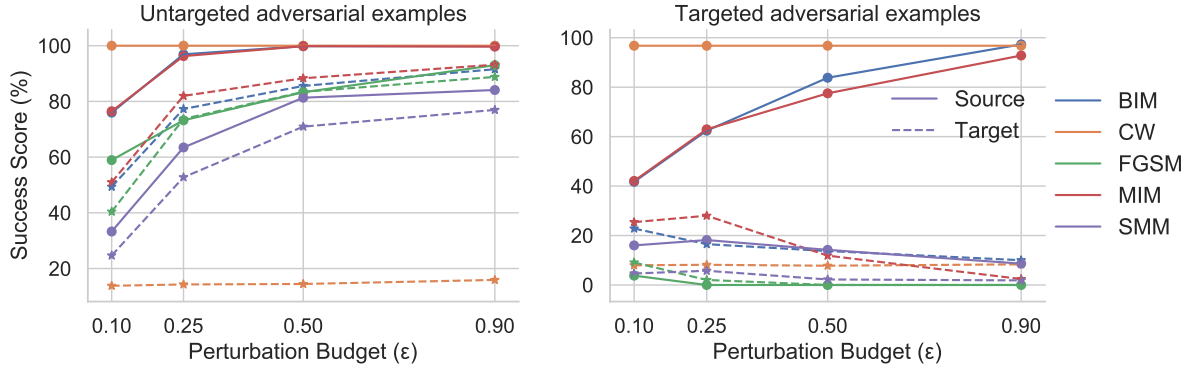 Untargeted adversarial examples
Success Score (%)
100
80
60
40
20
0.10 0.25 0.50 0.90
Perturbation Budget (ε)
Targeted adversarial examples
100
80
60
40
20
0
0.10 0.25 0.50 0.90
Perturbation Budget (ε)
Source
Target
BIM
CW
FGSM
MIM
SMM